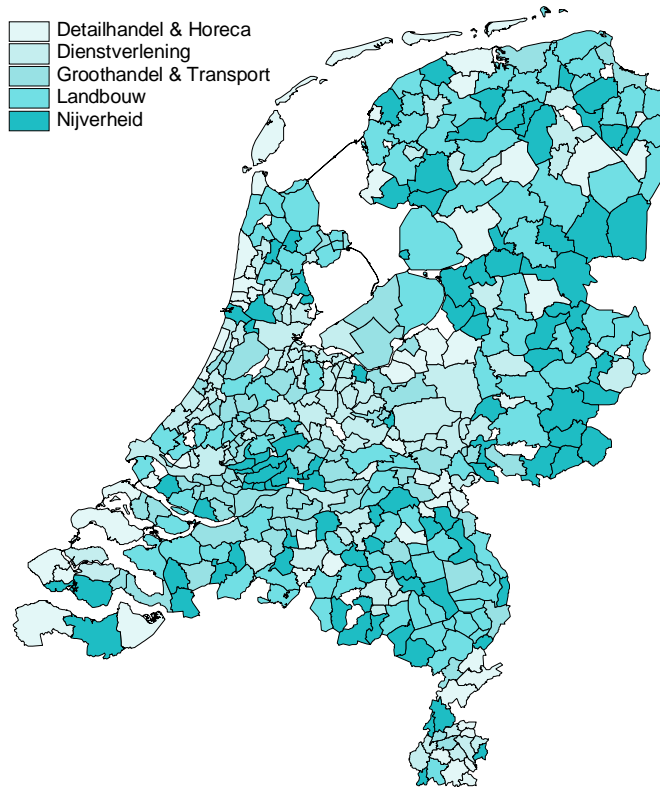 Detailhandel & Horeca
Dienstverlening
Groothandel & Transport
Landbouw
Nijverheid